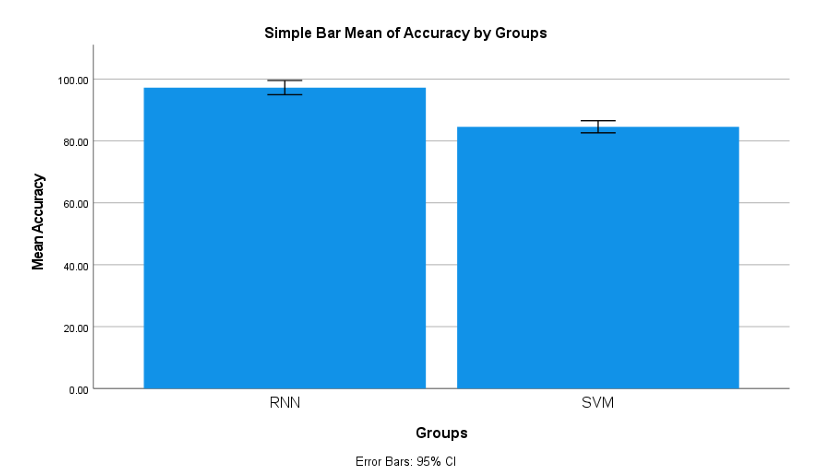 Simple Bar Mean of Accuracy by Groups
100.00
80.00
60.00
40.00
20.00
0.00
Mean Accuracy
RNN
SVM
Groups
Error Bars: 95% CI